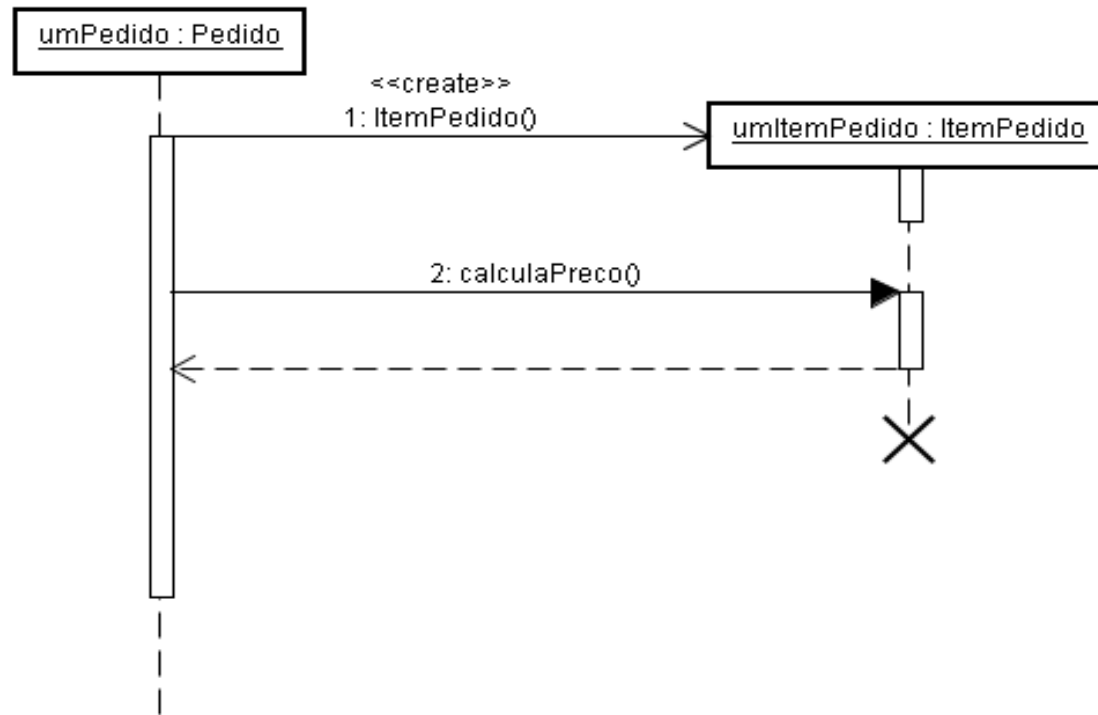 umPedido : Pedido
<<create>>
1: ItemPedido()
umItemPedido : ItemPedido
2: calculaPreco()